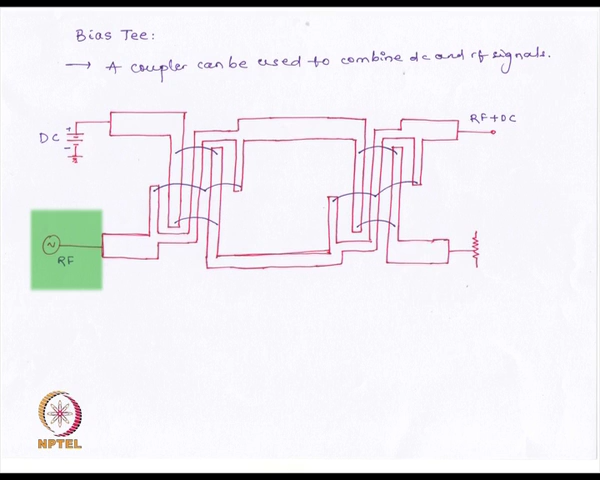 Bias Tee:
→ A coupler can be used to combine dc and rf signals.
RF+DC
DC + -
~
RF
NPTEL